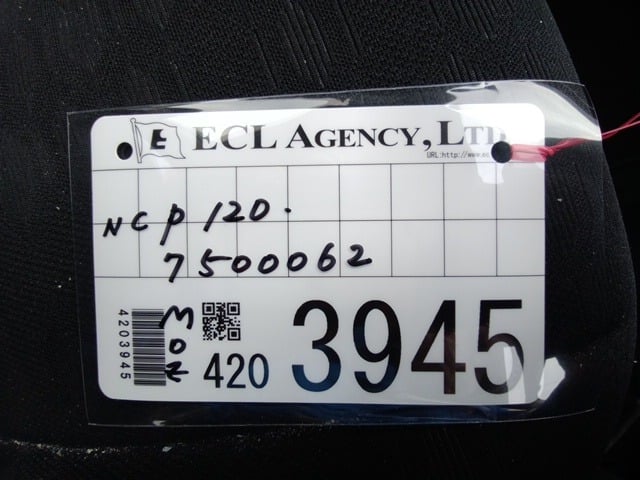 E ECL AGENCY, LTD
URL:http://www.ec
NCP120.
7500062
4203945
MOZ
420 3945